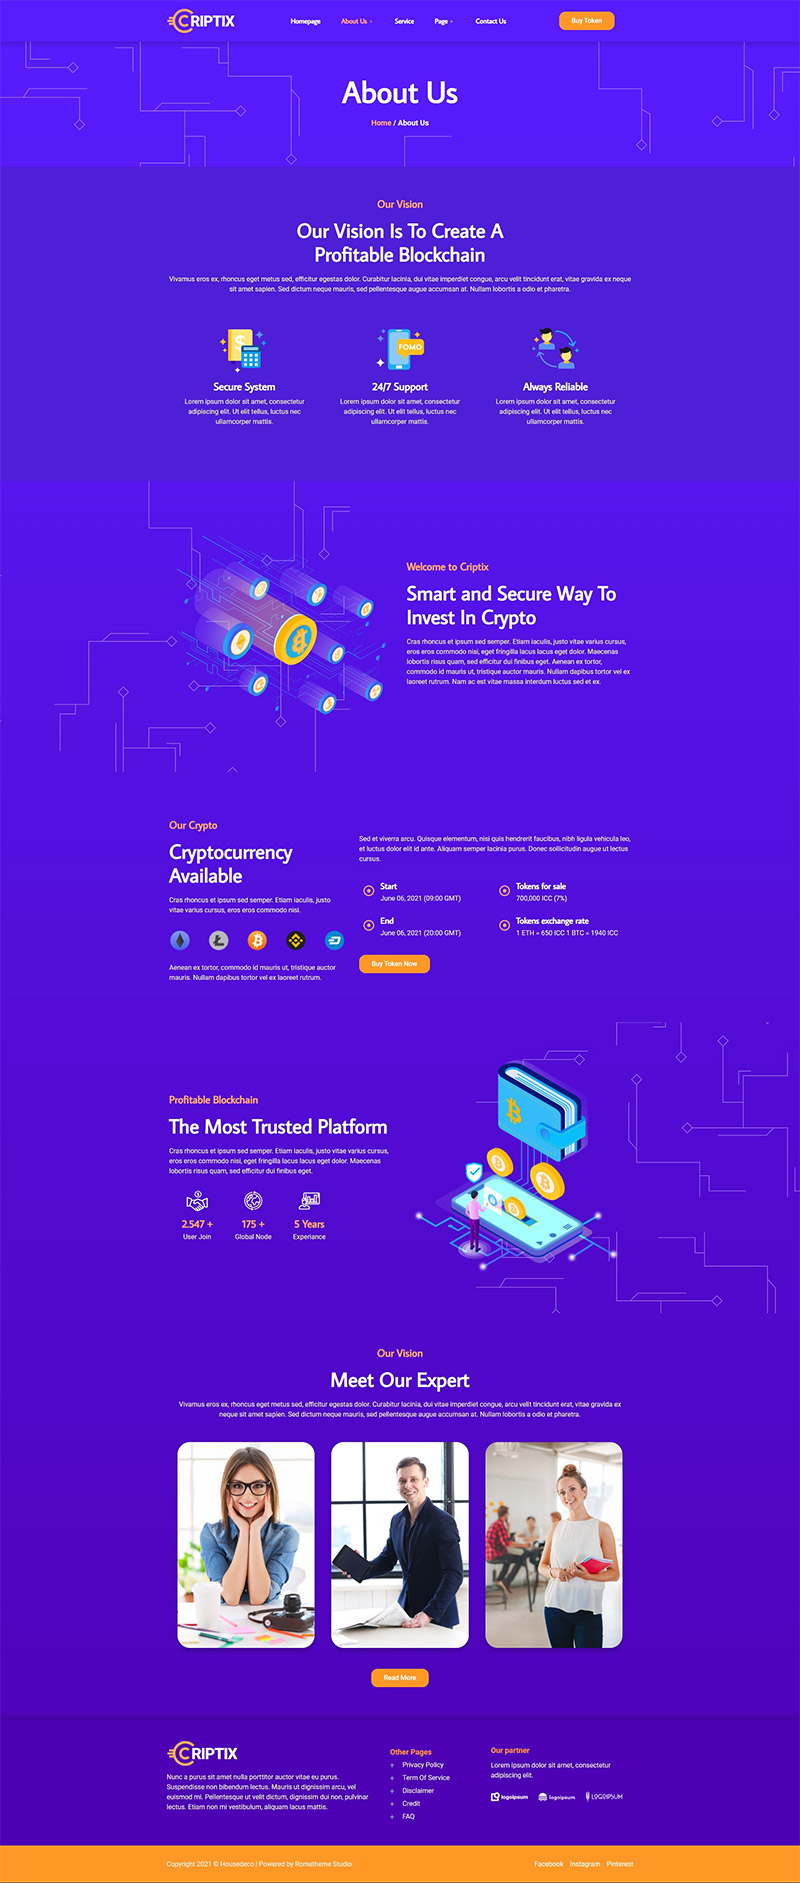 CRIPTIX
Homepage
About Us
Service
Page
Contact Us
Buy Token
About Us
Home / About Us
Our Vision
Our Vision Is To Create A
Profitable Blockchain
Vivamus eros ex, rhoncus eget metus sed, efficitur egestas dolor. Curabitur lacinia, dui vitae imperdiet congue, arcu velit tincidunt erat, vitae gravida ex neque
sit amet sapien. Sed dictum neque mauris, sed pellentesque augue accumsan at. Nullam lobortis a odio et pharetra.
$
FOMO
Secure System
Lorem ipsum dolor sit amet, consectetur
adipiscing elit. Ut elit tellus, luctus nec
ullamcorper mattis.
24/7 Support
Lorem ipsum dolor sit amet, consectetur
adipiscing elit. Ut elit tellus, luctus nec
ullamcorper mattis.
Always Reliable
Lorem ipsum dolor sit amet, consectetur
adipiscing elit. Ut elit tellus, luctus nec
ullamcorper mattis.
Welcome to Criptix
Smart and Secure Way To
Invest In Crypto
Cras rhoncus et ipsum sed semper. Etiam iaculis, justo vitae varius cursus,
eros eros commodo nisi, eget fringilla lacus lacus eget dolor. Maecenas
lobortis risus quam, sed efficitur dui finibus eget. Aenean ex tortor,
commodo id mauris ut, tristique auctor mauris. Nullam dapibus tortor vel ex
laoreet rutrum. Nam ac est vitae massa interdum luctus sed et ex.
Our Crypto
Cryptocurrency
Available
Cras rhoncus et ipsum sed semper. Etiam iaculis, justo
vitae varius cursus, eros eros commodo nisi.
Aenean ex tortor, commodo id mauris ut, tristique auctor
mauris. Nullam dapibus tortor vel ex laoreet rutrum.
Sed et viverra arcu. Quisque elementum, nisi quis hendrerit faucibus, nibh ligula vehicula leo,
et luctus dolor elit id ante. Aliquam semper lacinia purus. Donec sollicitudin augue ut lectus
cursus.
Start
June 06, 2021 (09:00 GMT)
Tokens for sale
700,000 ICC (7%)
End
June 06, 2021 (20:00 GMT)
Tokens exchange rate
1 ETH = 650 ICC 1 BTC = 1940 ICC
Buy Token Now
Profitable Blockchain
The Most Trusted Platform
Cras rhoncus et ipsum sed semper. Etiam iaculis, justo vitae varius cursus,
eros eros commodo nisi, eget fringilla lacus lacus eget dolor. Maecenas
lobortis risus quam, sed efficitur dui finibus eget.
2.547 +
User Join
175 +
Global Node
5 Years
Experiance
Our Vision
Meet Our Expert
Vivamus eros ex, rhoncus eget metus sed, efficitur egestas dolor. Curabitur lacinia, dui vitae imperdiet congue, arcu velit tincidunt erat, vitae gravida ex
neque sit amet sapien. Sed dictum neque mauris, sed pellentesque augue accumsan at. Nullam lobortis a odio et pharetra.
Read More
CRIPTIX
Nunc a purus sit amet nulla porttitor auctor vitae eu purus.
Suspendisse non bibendum lectus. Mauris ut dignissim arcu, vel
euismod mi. Pellentesque ut velit dictum, dignissim dui non, pulvinar
lectus. Etiam non mi vestibulum, aliquam lacus mattis.
Other Pages
+ Privacy Policy
+ Term Of Service
+ Disclaimer
+ Credit
+ FAQ
Our partner
Lorem ipsum dolor sit amet, consectetur
adipiscing elit.
logoipsum
logoipsum
LOGOIPSUM
Copyright 2021 © Housedeco | Powered by Rometheme Studio
Facebook Instagram Pinterest